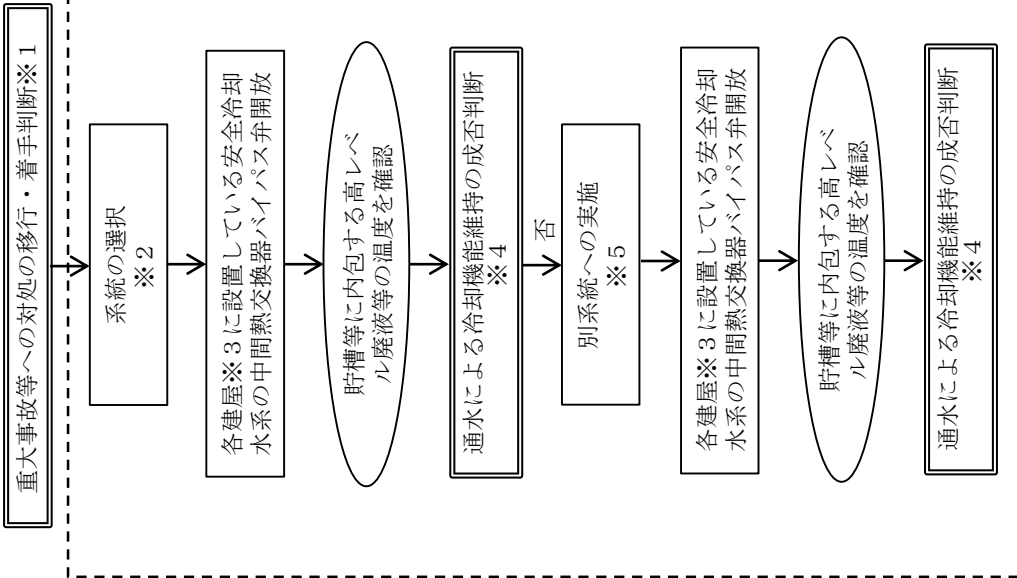 重大事故等への対処の移行・着手判断※１
系統の選択
※２
各建屋※３に設置している安全冷却
水系の中間熱交換器バイパス弁開放
貯槽等に内包する高レベ
ル廃液等の温度を確認
通水による冷却機能維持の成否判断
※４
否
別系統への実施
※５
各建屋※３に設置している安全冷却
水系の中間熱交換器バイパス弁開放
貯槽等に内包する高レベ
ル廃液等の温度を確認
通水による冷却機能維持の成否判断
※４